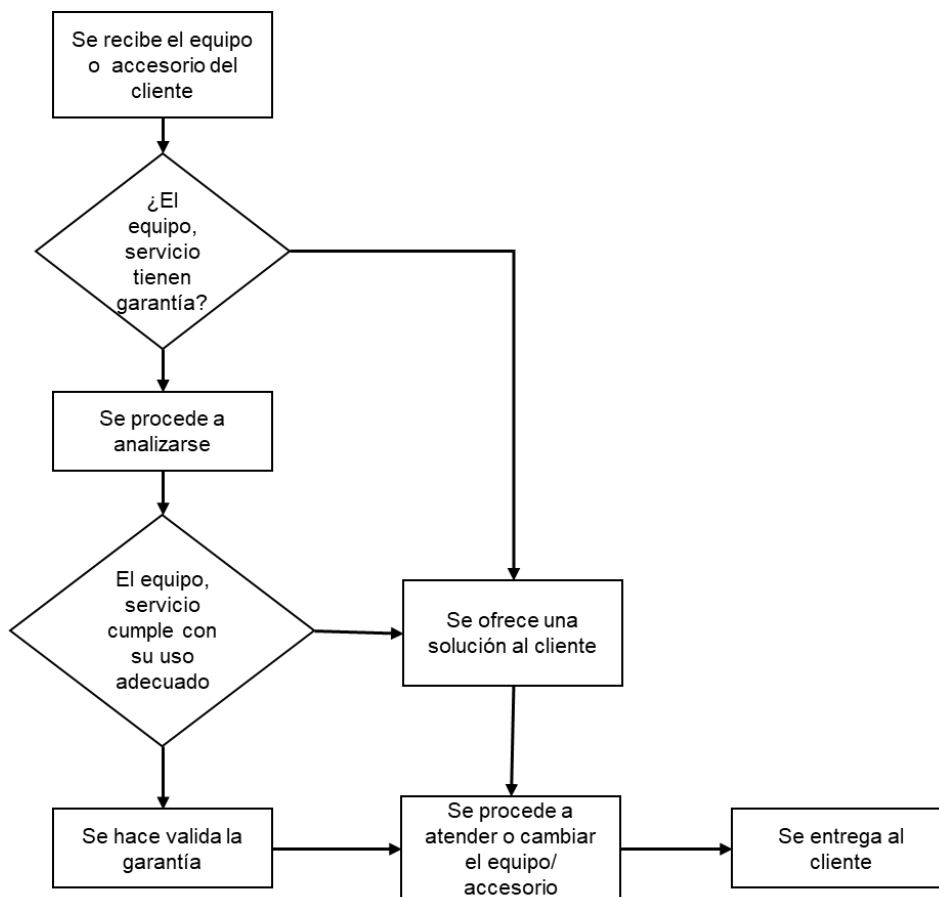 Se recibe el equipo
o accesorio del
cliente
¿El
equipo,
servicio
tienen
garantía?
Se procede a
analizarse
El equipo,
servicio
cumple con
su uso
adecuado
Se ofrece una
solución al cliente
Se hace valida la
garantía
Se procede a
atender o cambiar
el equipo/
accesorio
Se entrega al
cliente